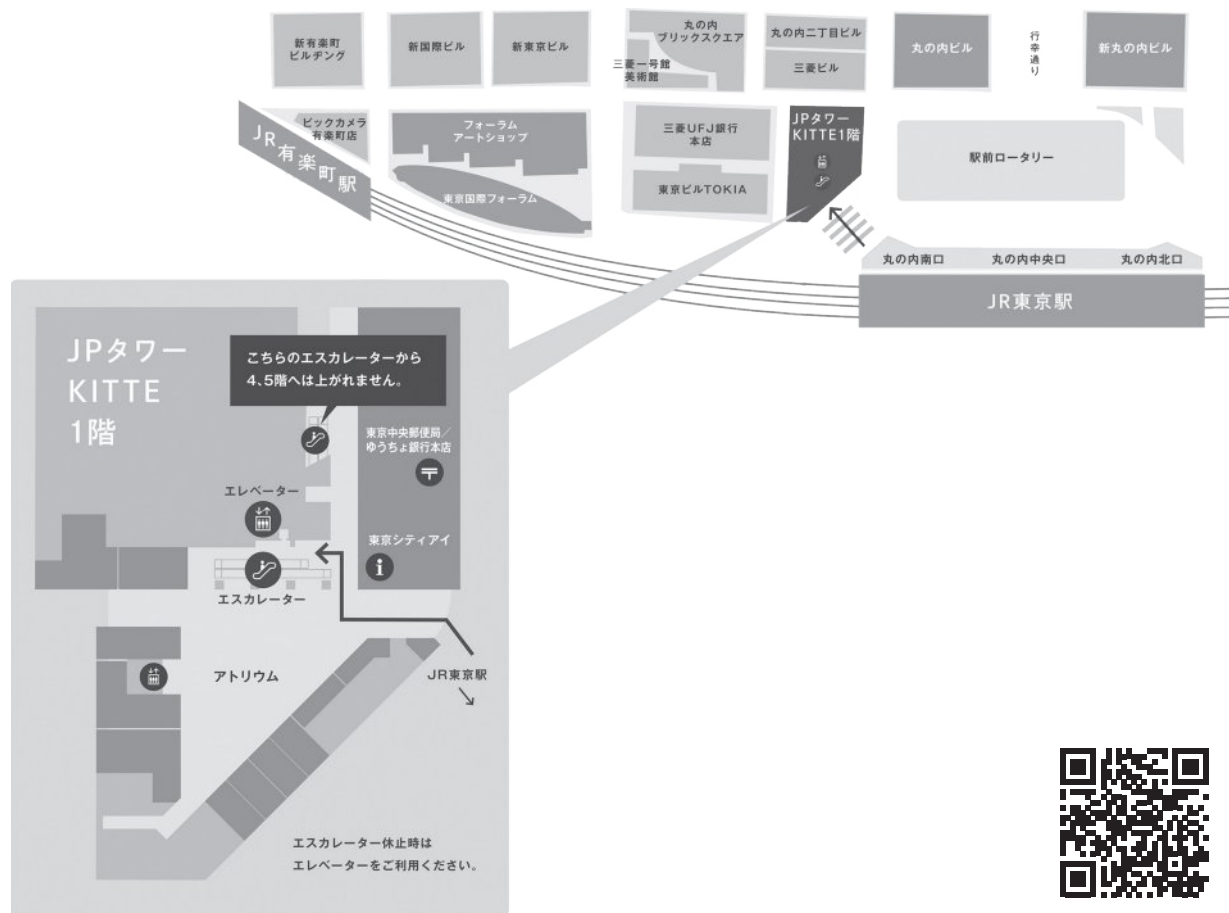 新有楽町
ビルヂング
新国際ビル
新東京ビル
丸の内
ブリックスクエア
三菱一号館
美術館
丸の内二丁目ビル
三菱ビル
丸の内ビル
行幸通り
新丸の内ビル
ビックカメラ
有楽町店
JR有楽町駅
フォーラム
アートショップ
東京国際フォーラム
三菱UFJ銀行
本店
東京ビルTOKIA
JPタワー
KITTE1階
駅前ロータリー
丸の内南口
丸の内中央口
丸の内北口
JR東京駅
JPタワー
KITTE
1階
こちらのエスカレーターから
4、5階へは上がれません。
東京中央郵便局／
ゆうちょ銀行本店
エレベーター
東京シティアイ
エスカレーター
アトリウム
JR東京駅
エスカレーター休止時は
エレベーターをご利用ください。